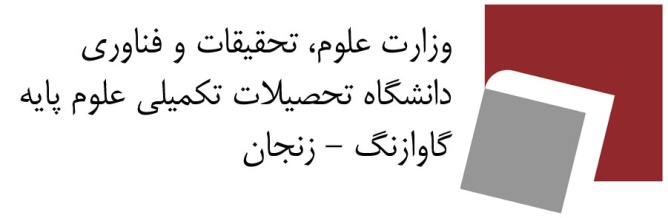 وزارت علوم، تحقیقات و فناوری
دانشگاه تحصیلات تکمیلی علوم پایه
گاوازنگ – زنجان